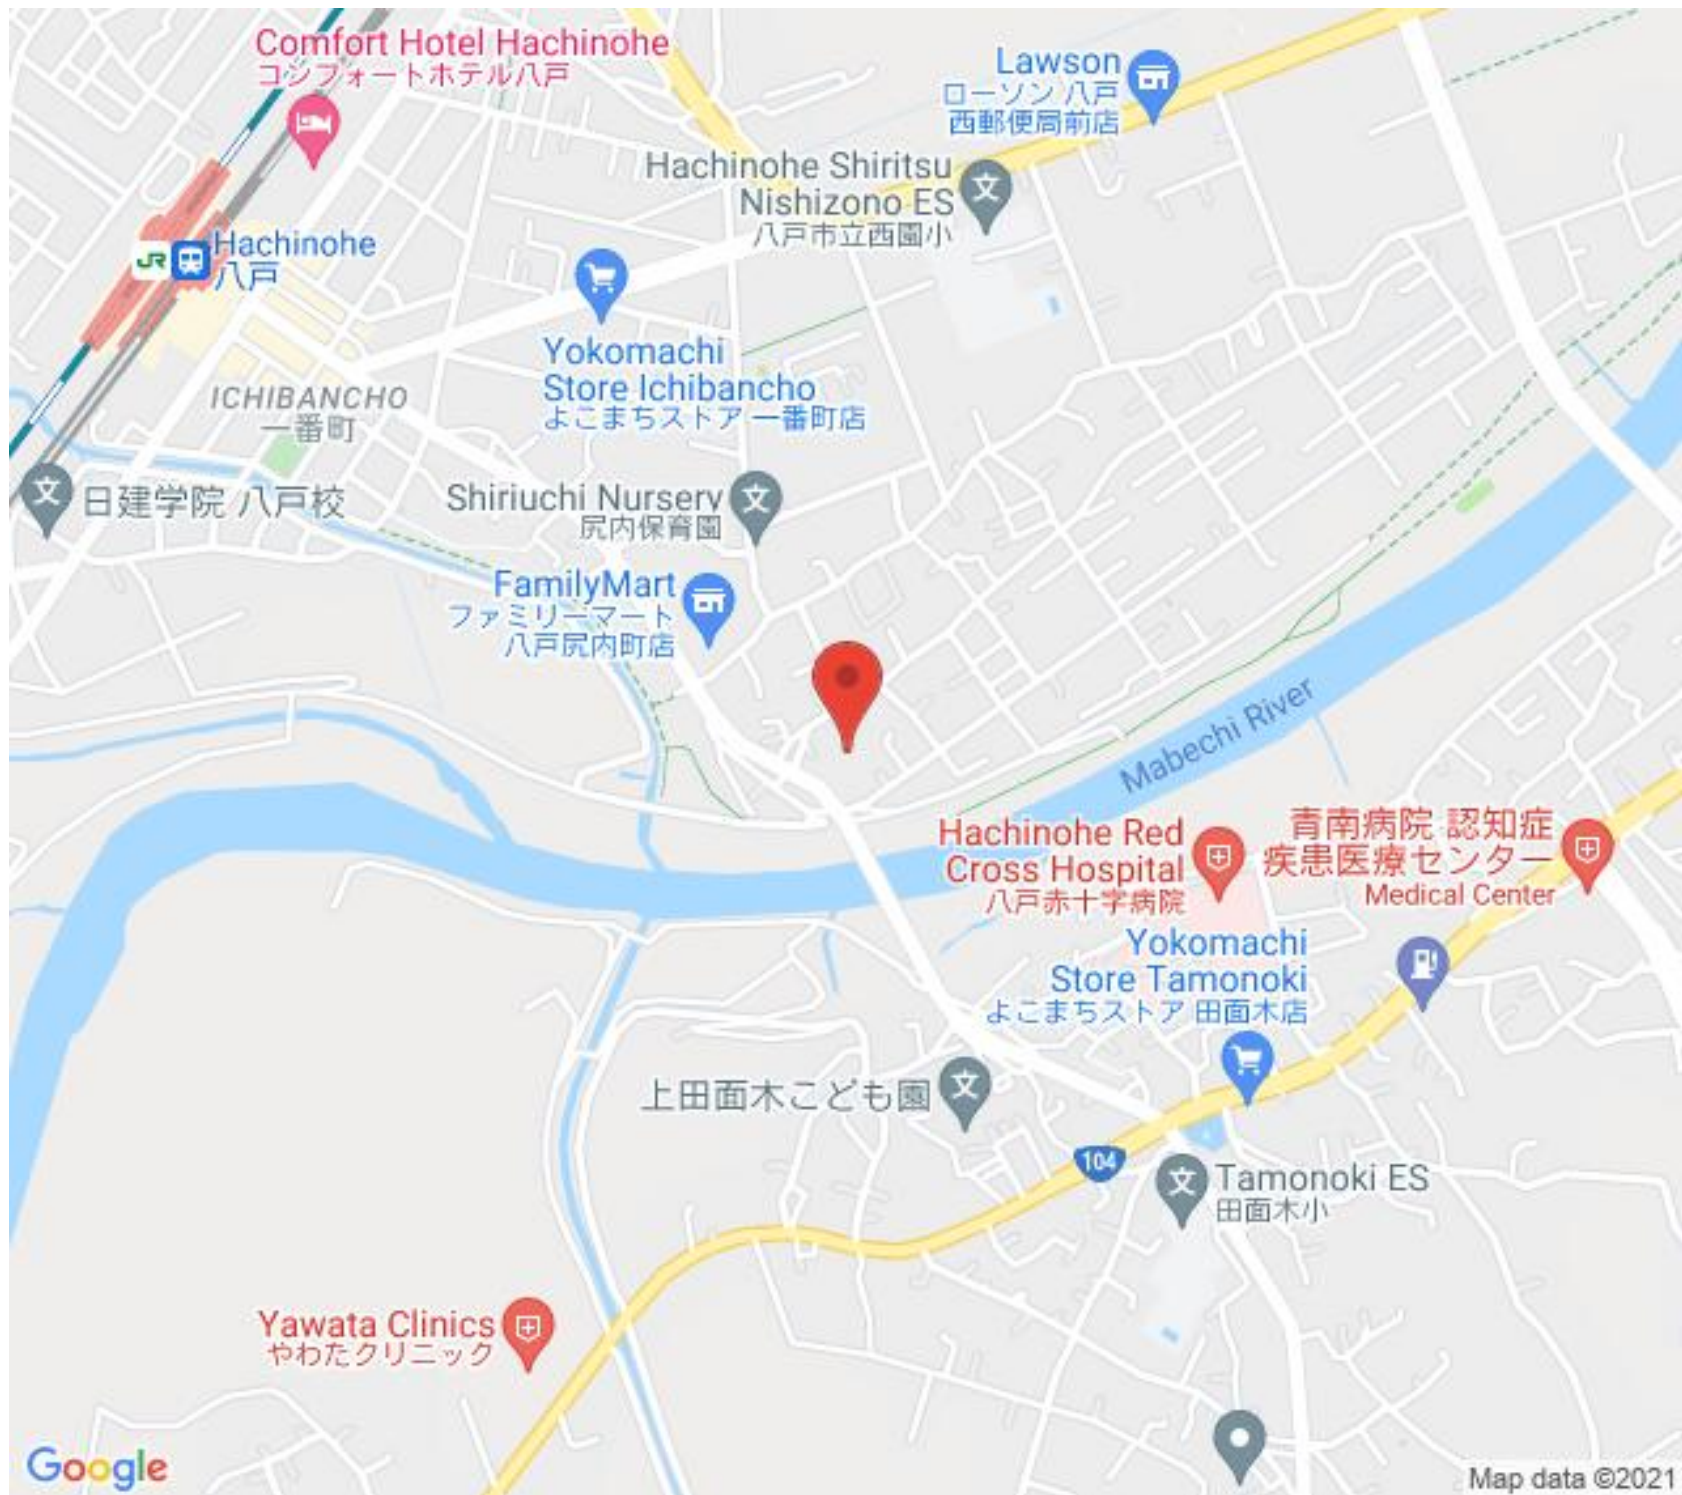 Comfort Hotel Hachinohe
コンフォートホテル八戸
Lawson
ローソン 八戸
西郵便局前店
Hachinohe Shiritsu
Nishizono ES
八戸市立西園小
JR
Hachinohe
八戸
Yokomachi
Store Ichibancho
よこまちストア 一番町店
ICHIBANCHO
一番町
文
日建学院 八戸校
Shiriuchi Nursery
尻内保育園
FamilyMart
ファミリーマート
八戸尻内町店
Mabechi River
Hachinohe Red
Cross Hospital
八戸赤十字病院
青南病院 認知症
疾患医療センター
Medical Center
Yokomachi
Store Tamonoki
よこまちストア 田面木店
上田面木こども園
104
Tamonoki ES
田面木小
Yawata Clinics
やわたクリニック
Google
Map data ©2021